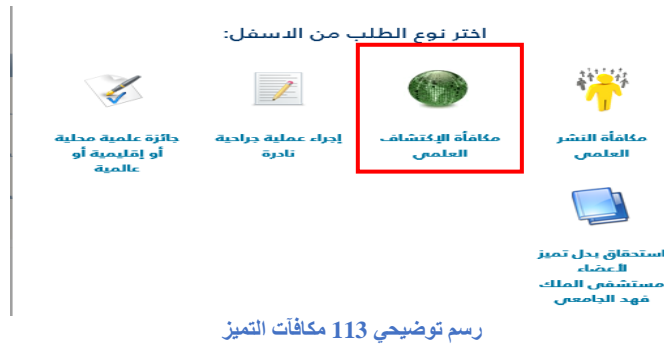 اختر نوع الطلب من الاسفل:
مكافأة النشر
العلمي
مكافأة الإكتشاف
العلمي
إجراء عملية جراحية
نادرة
جائزة علمية محلية
أو إقليمية أو
عالمية
استحقاق بدل تميز
لأعضاء
مستشفى الملك
فهد الجامعي
رسم توضيحي 113 مكافآت التميز